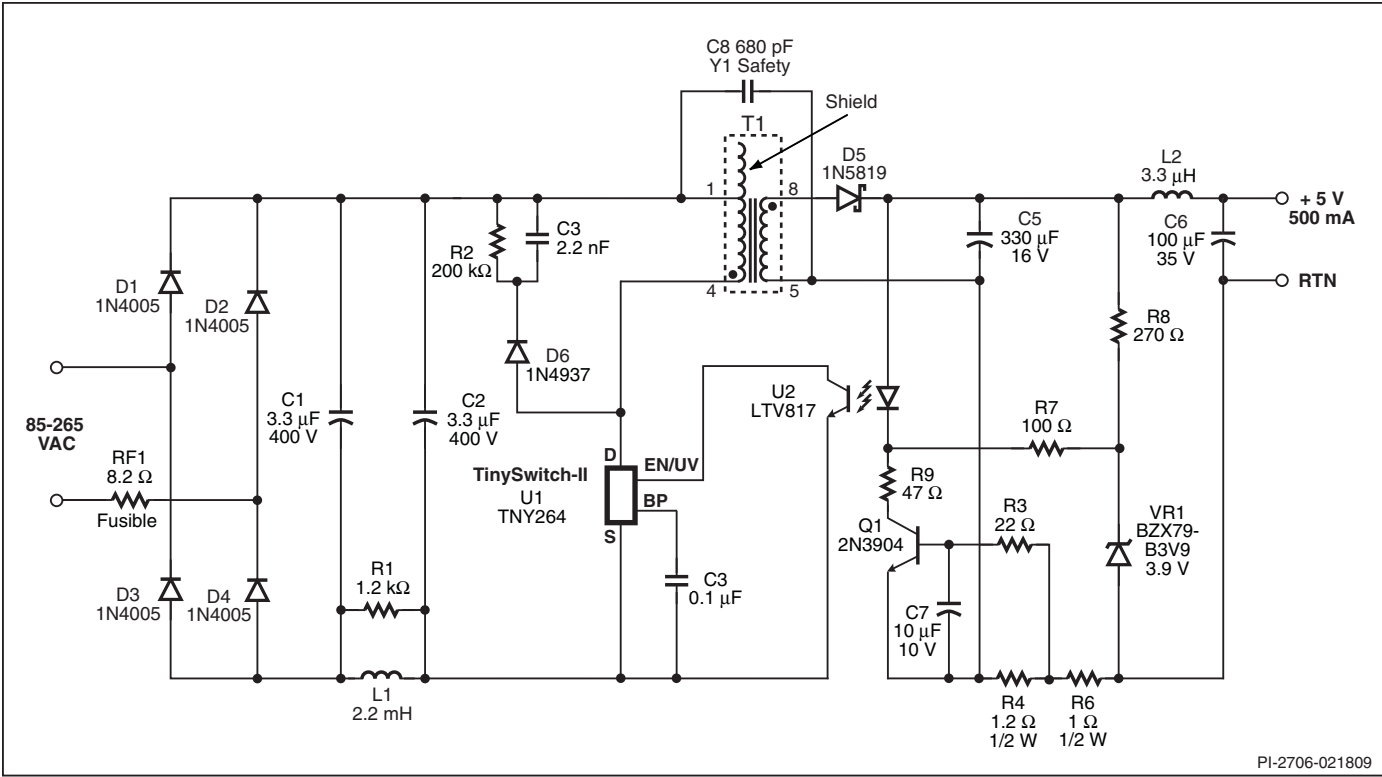 C8 680 pF
Y1 Safety
Shield
T1
D5
1N5819
L2
3.3 μH
1
8
+ 5 V
500 mA
C5
330 μF
16 V
C6
100 μF
35 V
R2
200 kΩ
C3
2.2 nF
D1
1N4005
D2
1N4005
4
5
RTN
R8
270 Ω
D6
1N4937
U2
LTV817
85-265
VAC
C1
3.3 μF
400 V
C2
3.3 μF
400 V
R7
100 Ω
RF1
8.2 Ω
Fusible
TinySwitch-II
U1
TNY264
D
EN/UV
BP
S
R9
47 Ω
Q1
2N3904
R3
22 Ω
VR1
BZX79-
B3V9
3.9 V
D3
1N4005
D4
1N4005
R1
1.2 kΩ
C3
0.1 μF
C7
10 μF
10 V
L1
2.2 mH
R4
1.2 Ω
1/2 W
R6
1 Ω
1/2 W
PI-2706-021809